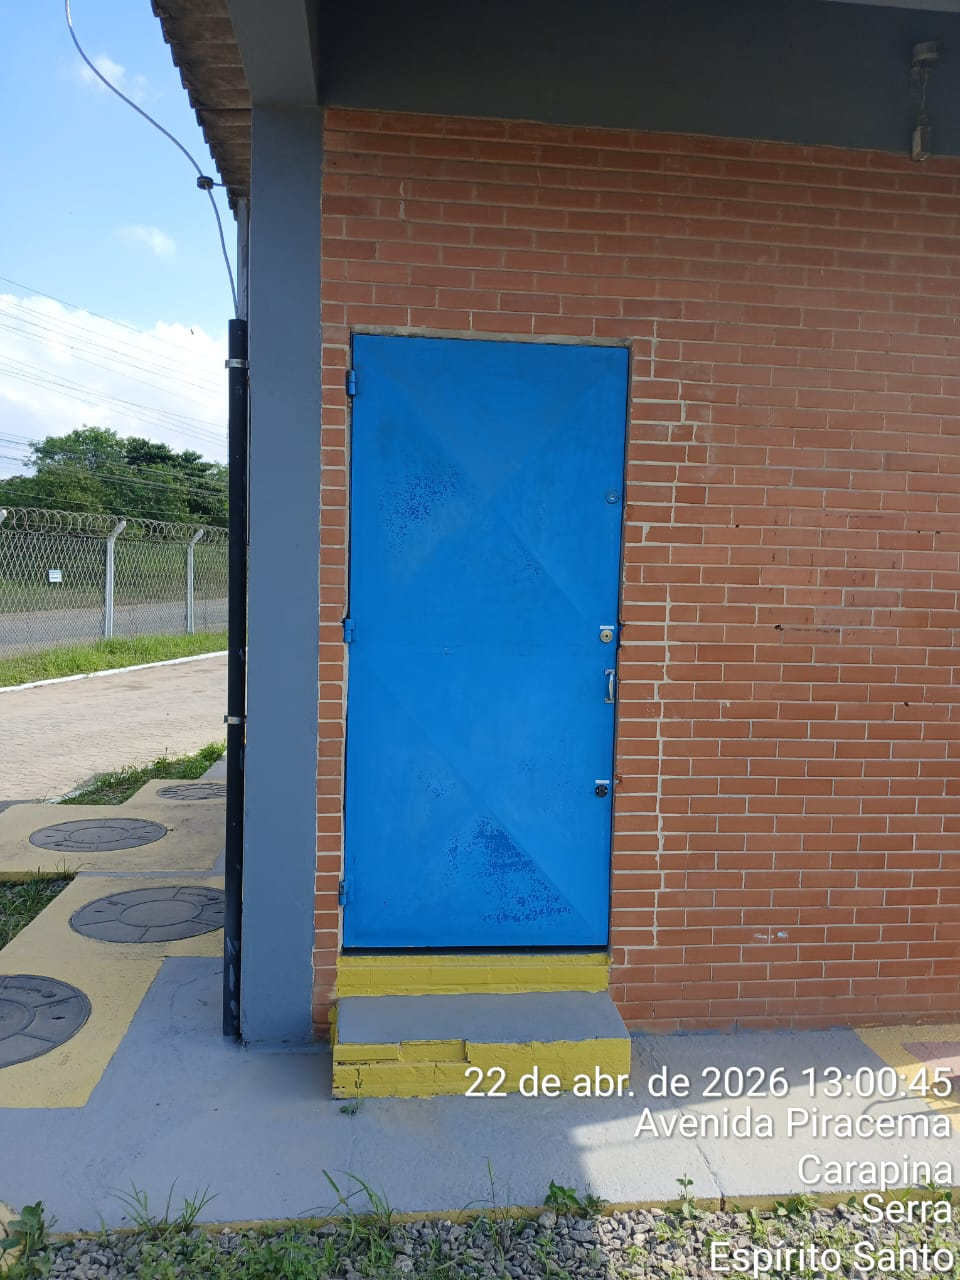 22 de abr. de 2026 13:00:45
Avenida Piracema
Carapina
Serra
Espírito Santo